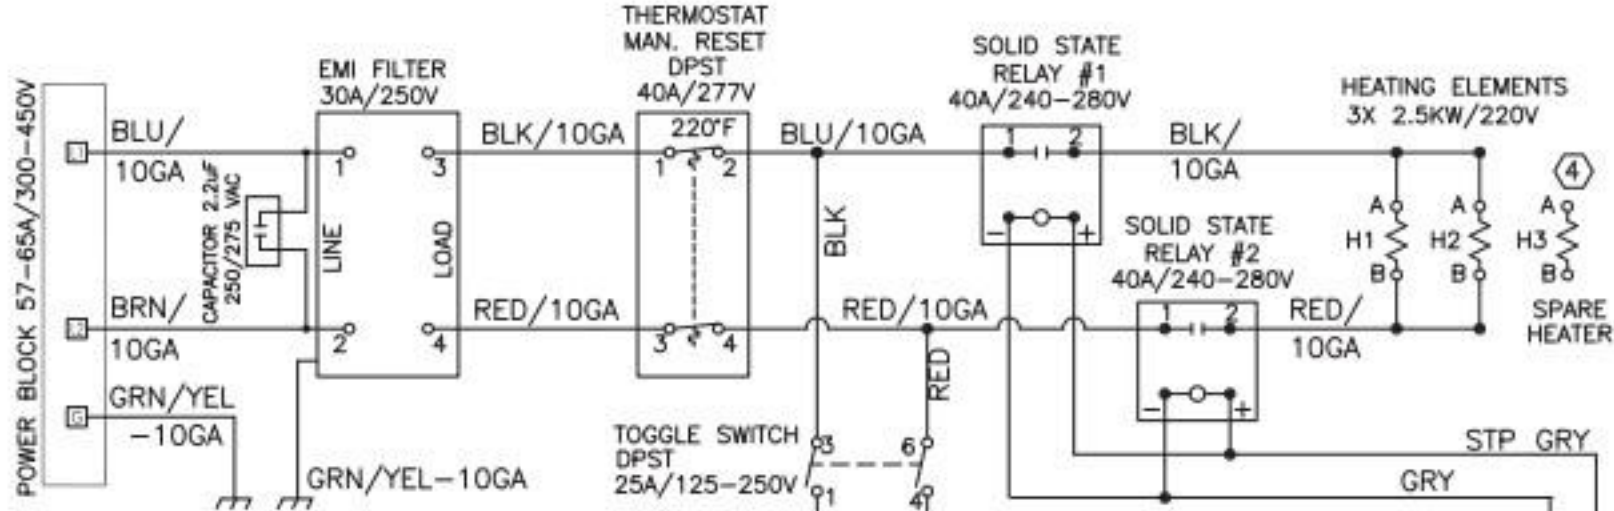 POWER BLOCK 57-65A/300-450V
L1
L2
G
BLU/
10GA
BRN/
10GA
GRN/YEL
-10GA
CAPACITOR 2.2uF
250/275 VAC
EMI FILTER
30A/250V
1
3
LINE
LOAD
2
4
GRN/YEL-10GA
BLK/10GA
RED/10GA
THERMOSTAT
MAN. RESET
DPST
40A/277V
220°F
1
2
3
4
BLU/10GA
BLK
RED/10GA
RED
TOGGLE SWITCH
DPST
25A/125-250V
3
6
1
4
SOLID STATE
RELAY #1
40A/240-280V
1
2
-
+
BLK/
10GA
SOLID STATE
RELAY #2
40A/240-280V
1
2
-
+
RED/
10GA
HEATING ELEMENTS
3X 2.5KW/220V
4
A
A
A
H1
H2
H3
B
B
B
SPARE
HEATER
STP GRY
GRY